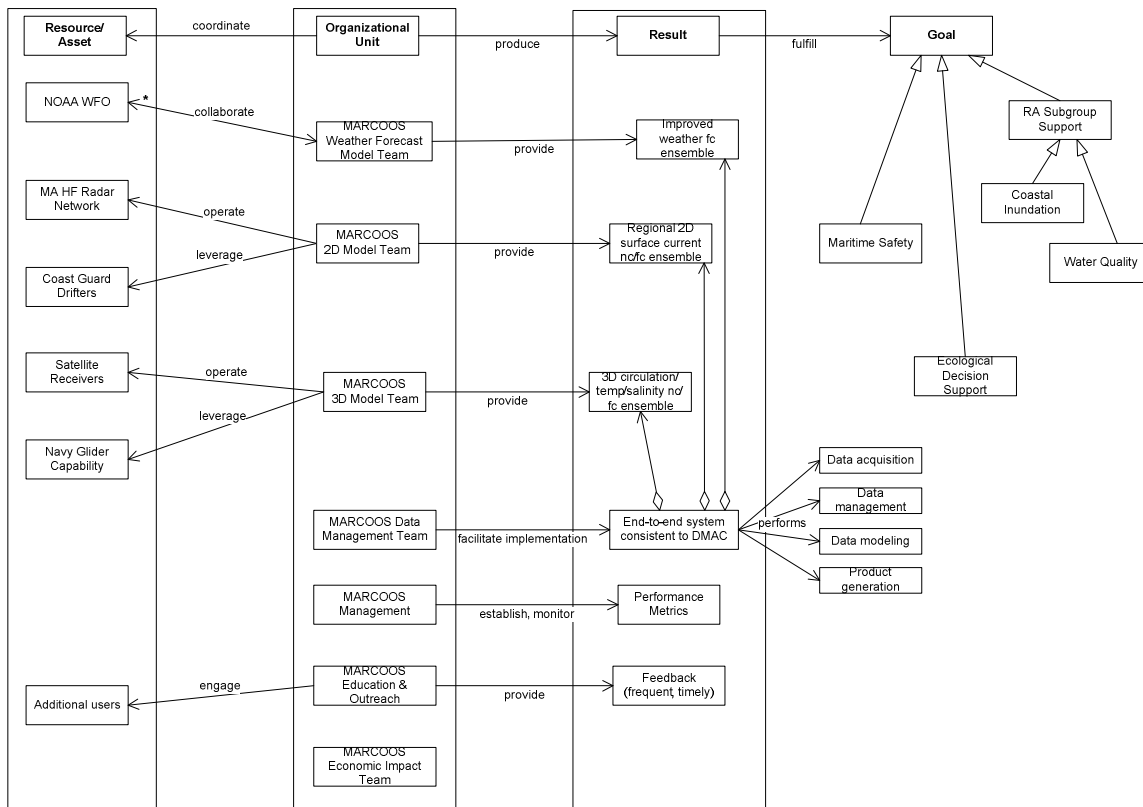 Resource/
Asset
coordinate
Organizational
Unit
produce
Result
fulfill
Goal
NOAA WFO
*
collaborate
MARCOOS
Weather Forecast
Model Team
provide
Improved
weather fc
ensemble
RA Subgroup
Support
MA HF Radar
Network
operate
MARCOOS
2D Model Team
provide
Regional 2D
surface current
nc/fc ensemble
Coastal
Inundation
Maritime Safety
Water Quality
leverage
Coast Guard
Drifters
Satellite
Receivers
operate
MARCOOS
3D Model Team
provide
3D circulation/
temp/salinity nc/
fc ensemble
Ecological
Decision
Support
leverage
Navy Glider
Capability
MARCOOS Data
Management Team
facilitate implementation
End-to-end system
consistent to DMAC
performs
Data acquisition
Data
management
Data modeling
Product
generation
MARCOOS
Management
establish, monitor
Performance
Metrics
Additional users
engage
MARCOOS
Education &
Outreach
provide
Feedback
(frequent, timely)
MARCOOS
Economic Impact
Team